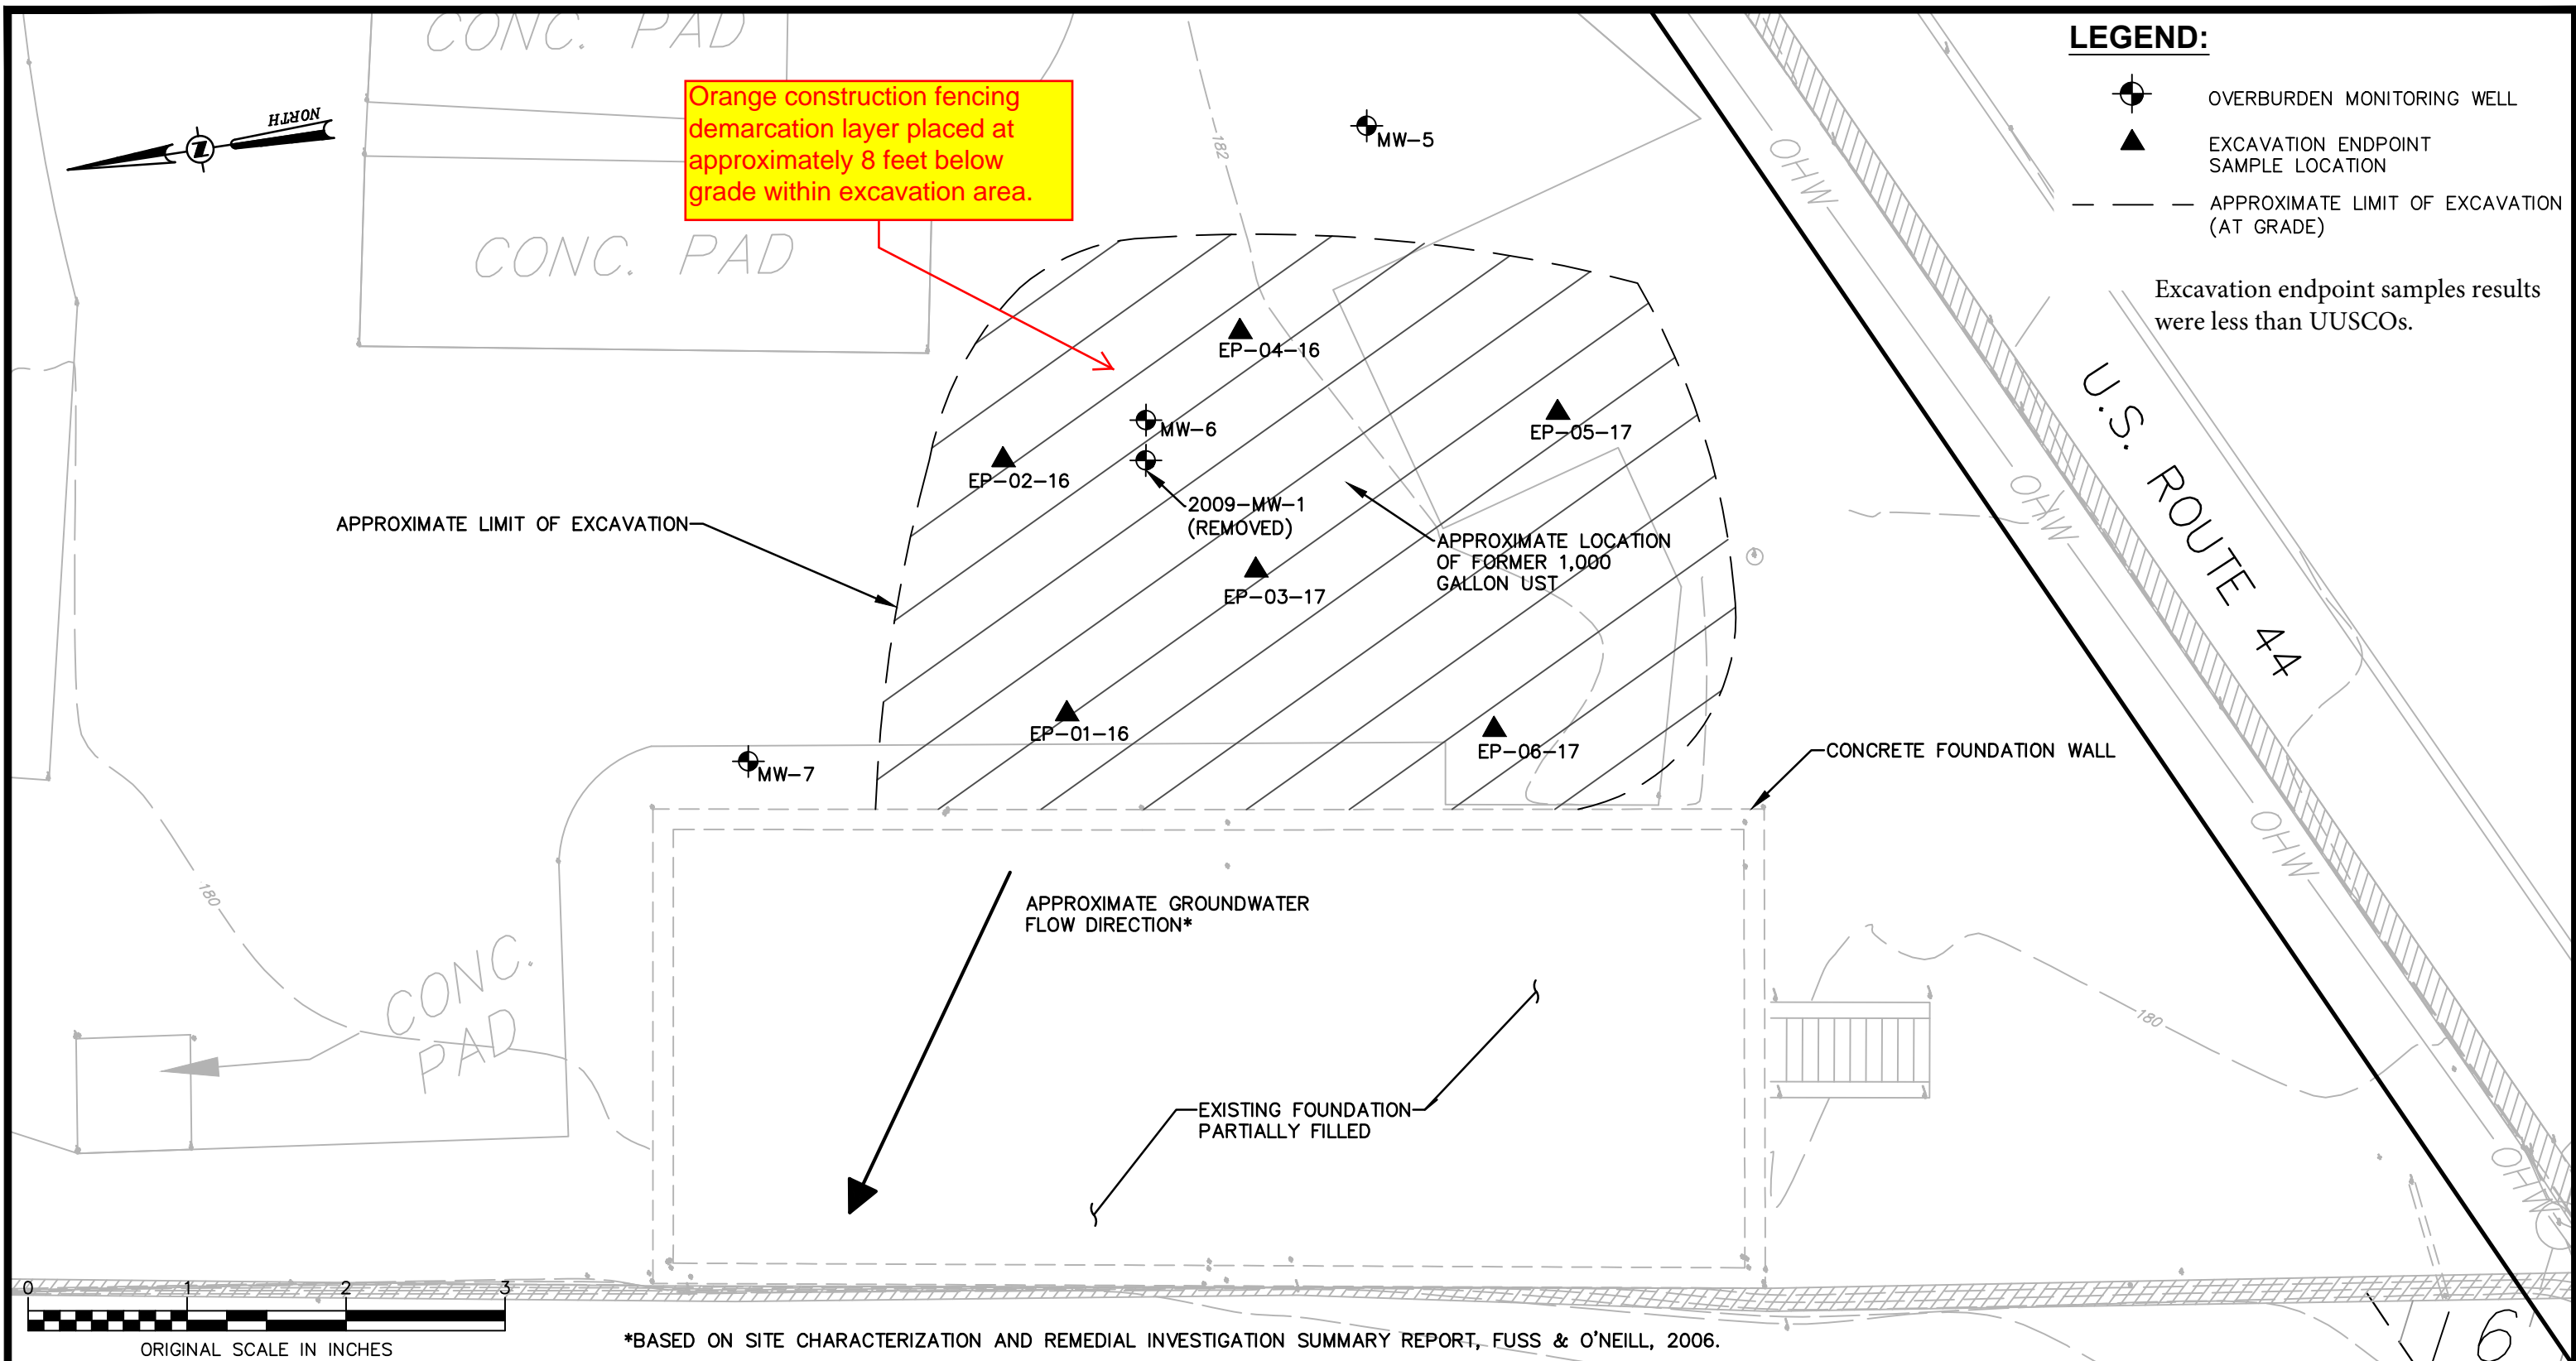 CONC. PAD
LEGEND:
OVERBURDEN MONITORING WELL
EXCAVATION ENDPOINT
SAMPLE LOCATION
APPROXIMATE LIMIT OF EXCAVATION
(AT GRADE)
Excavation endpoint samples results
were less than UUSCOs.
Orange construction fencing
demarcation layer placed at
approximately 8 feet below
grade within excavation area.
NORTH
Z
182
MW-5
OHW
CONC. PAD
EP-04-16
MW-6
EP-02-16
EP-05-17
2009-MW-1
(REMOVED)
APPROXIMATE LIMIT OF EXCAVATION
APPROXIMATE LOCATION
OF FORMER 1,000
GALLON UST
U.S. ROUTE 44
OHW
EP-03-17
EP-01-16
EP-06-17
MW-7
CONCRETE FOUNDATION WALL
OHW
180
APPROXIMATE GROUNDWATER
FLOW DIRECTION*
CONC.
PAD
180
EXISTING FOUNDATION
PARTIALLY FILLED
OHW
0 1 2 3
ORIGINAL SCALE IN INCHES
*BASED ON SITE CHARACTERIZATION AND REMEDIAL INVESTIGATION SUMMARY REPORT, FUSS & O'NEILL, 2006.